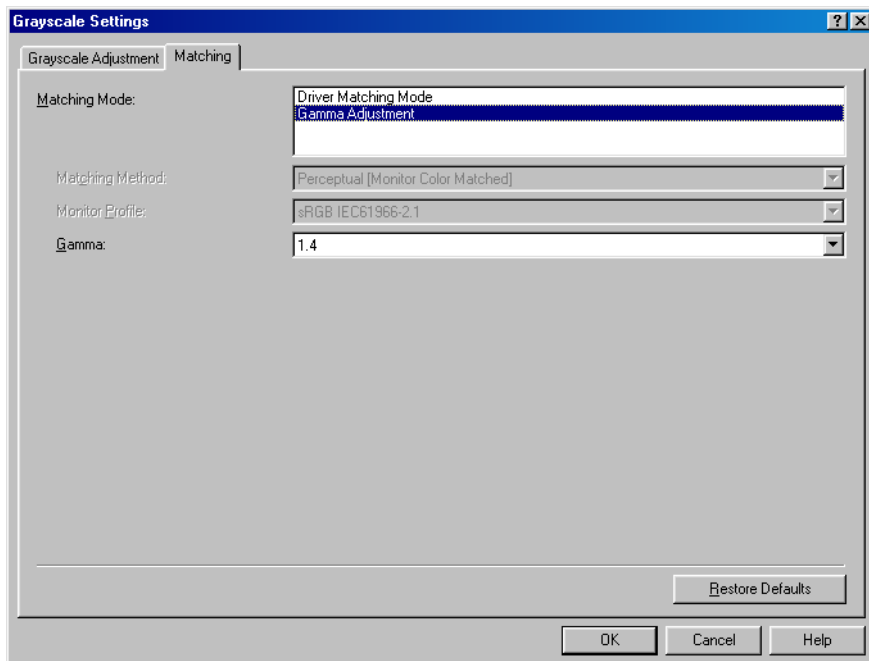 Grayscale Settings
Grayscale Adjustment Matching
Matching Mode:
Driver Matching Mode
Gamma Adjustment
Matching Method: Perceptual [Monitor Color Matched]
Monitor Profile: sRGB IEC61966-2.1
Gamma: 1.4
Restore Defaults
OK Cancel Help